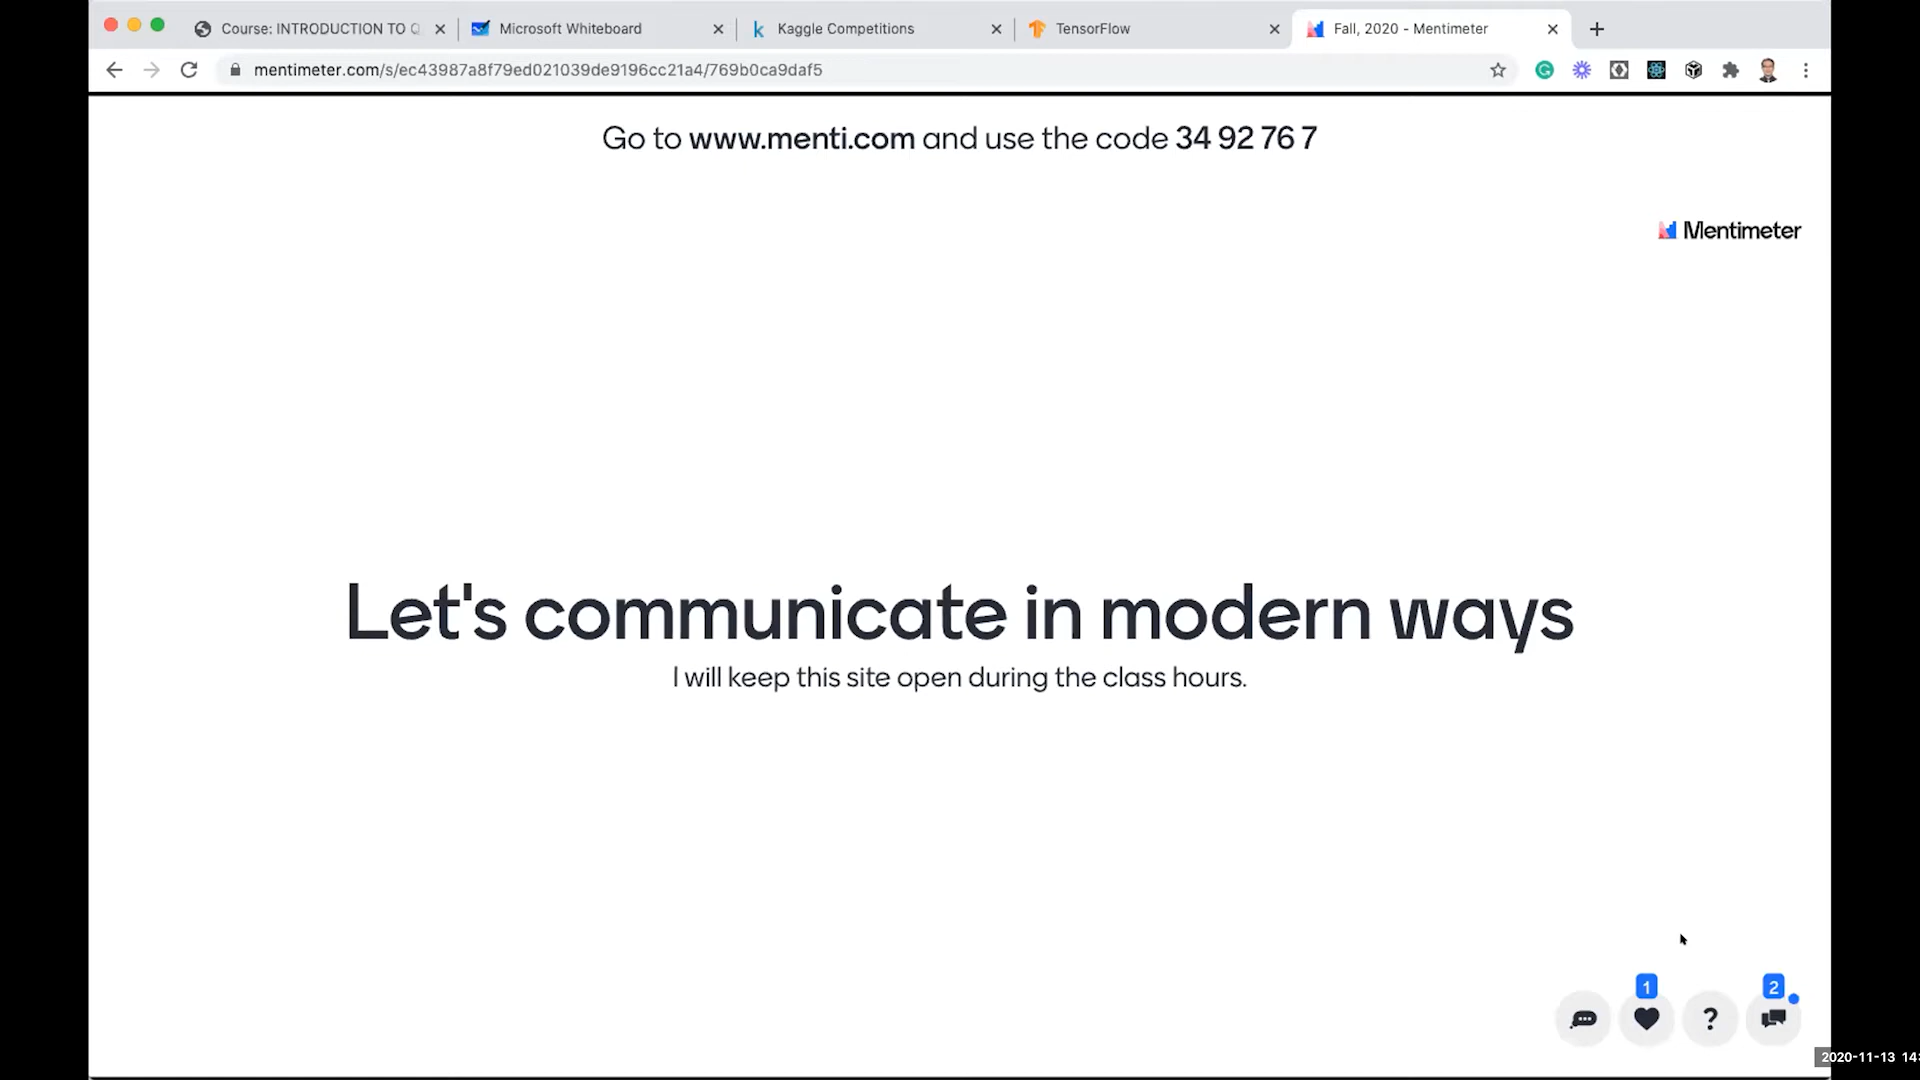 Course: INTRODUCTION TO Q
Microsoft Whiteboard
Kaggle Competitions
TensorFlow
Fall, 2020 - Mentimeter
mentimeter.com/s/ec43987a8f79ed021039de9196cc21a4/769b0ca9daf5
Go to www.menti.com and use the code 34 92 76 7
Mentimeter
Let's communicate in modern ways
I will keep this site open during the class hours.
1
2
?
2020-11-13 14: